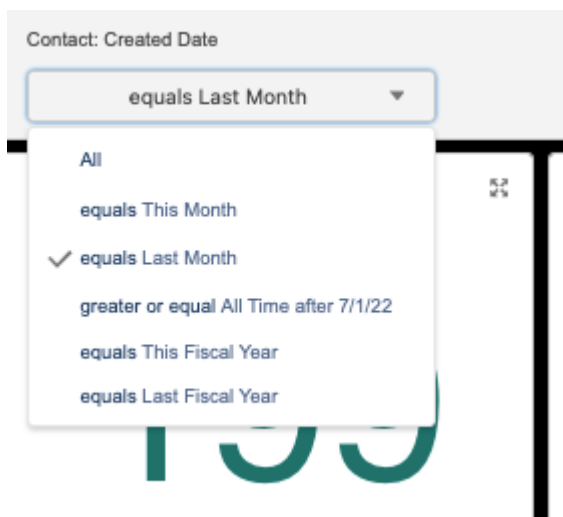 Contact: Created Date
equals Last Month
All
equals This Month
equals Last Month
greater or equal All Time after 7/1/22
equals This Fiscal Year
equals Last Fiscal Year
199